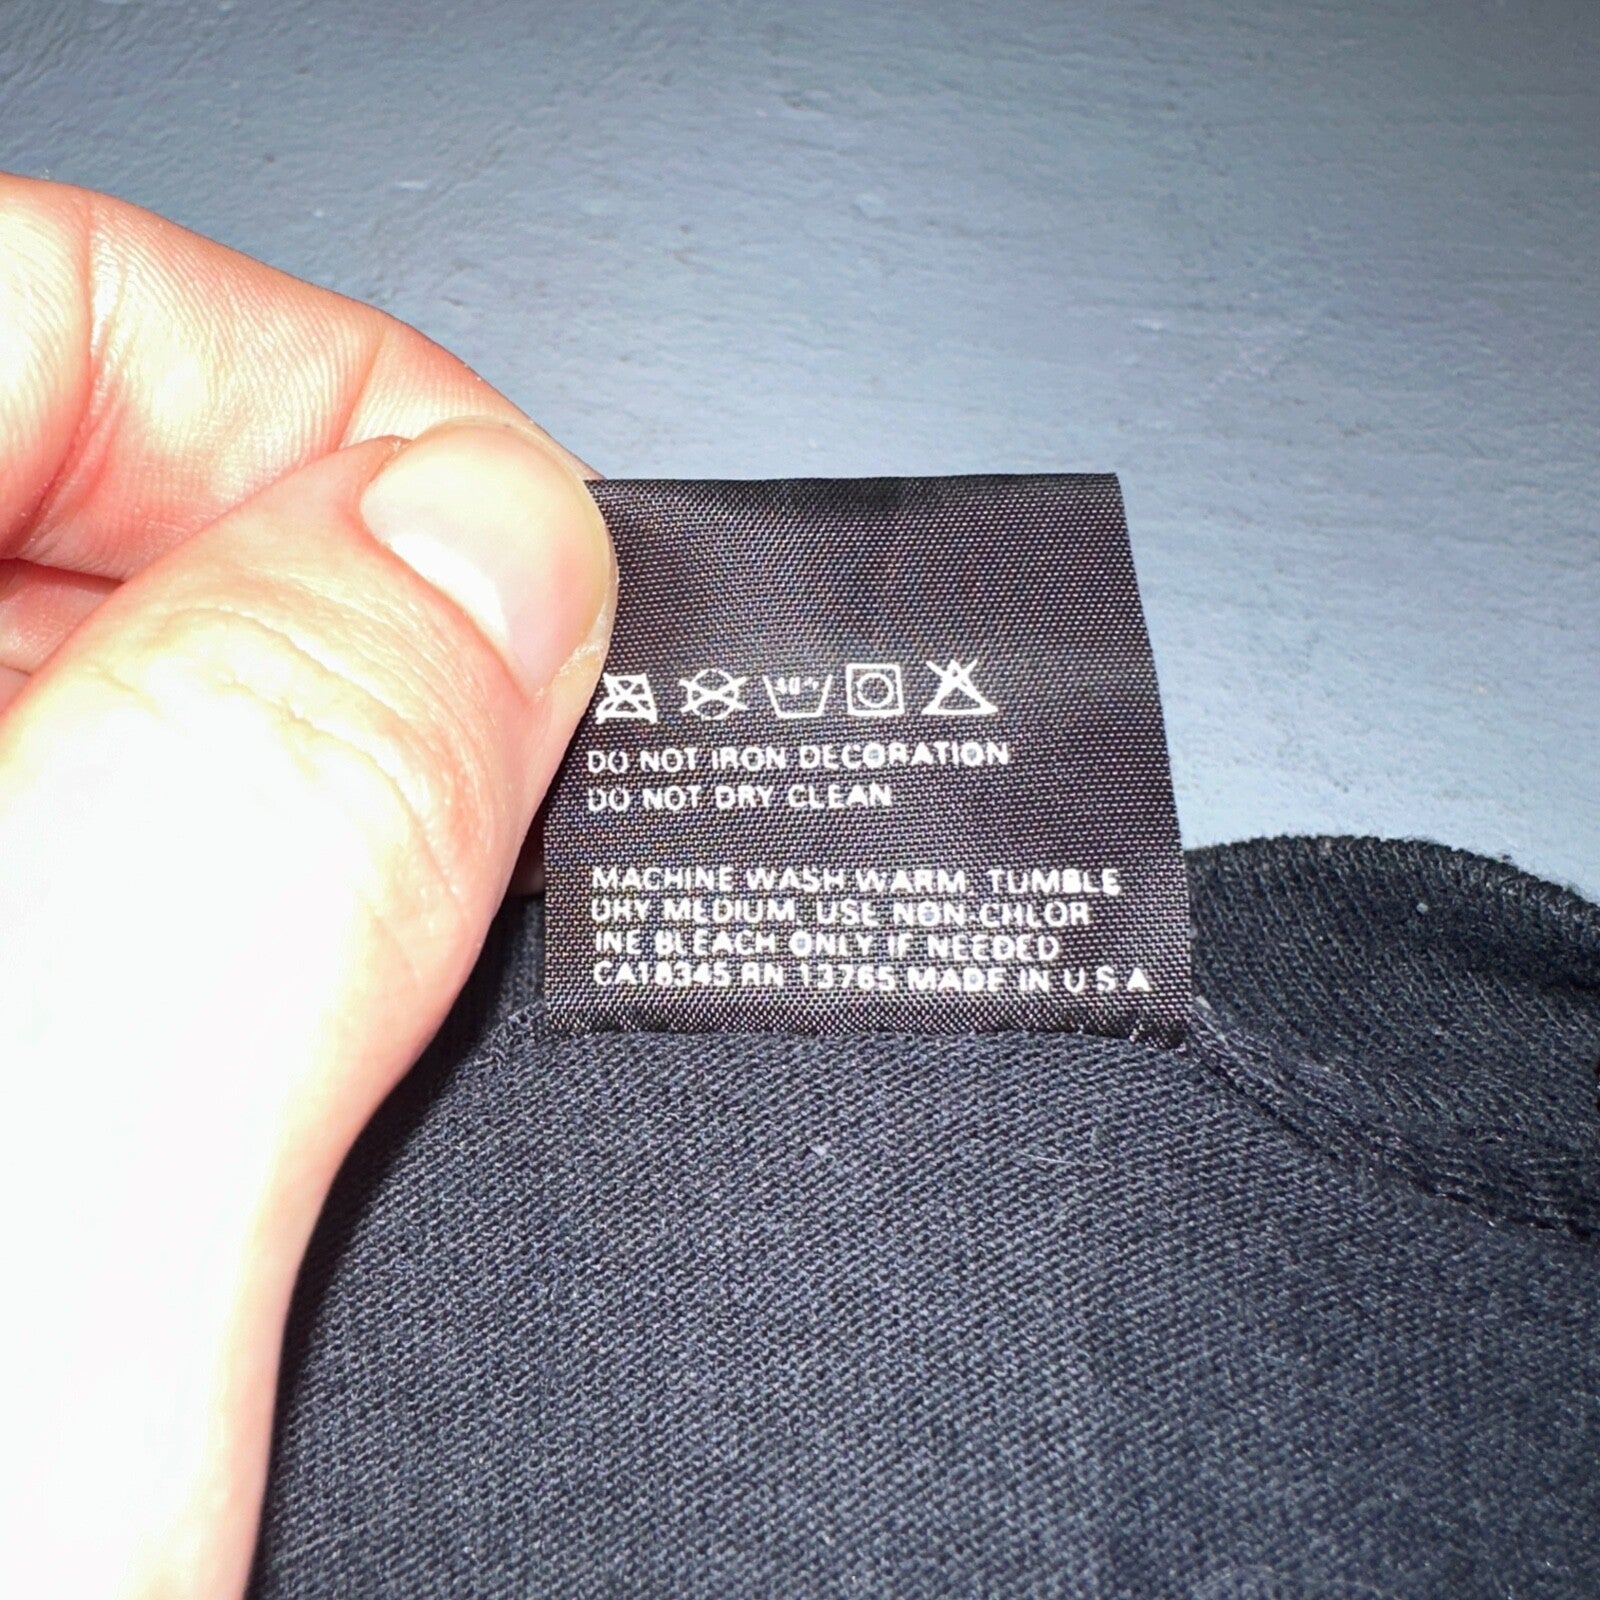 40°
DO NOT IRON DECORATION
DO NOT DRY CLEAN
MACHINE WASH WARM, TUMBLE
DRY MEDIUM, USE NON-CHLOR
INE BLEACH ONLY IF NEEDED
CA18345 RN 13765 MADE IN U S A